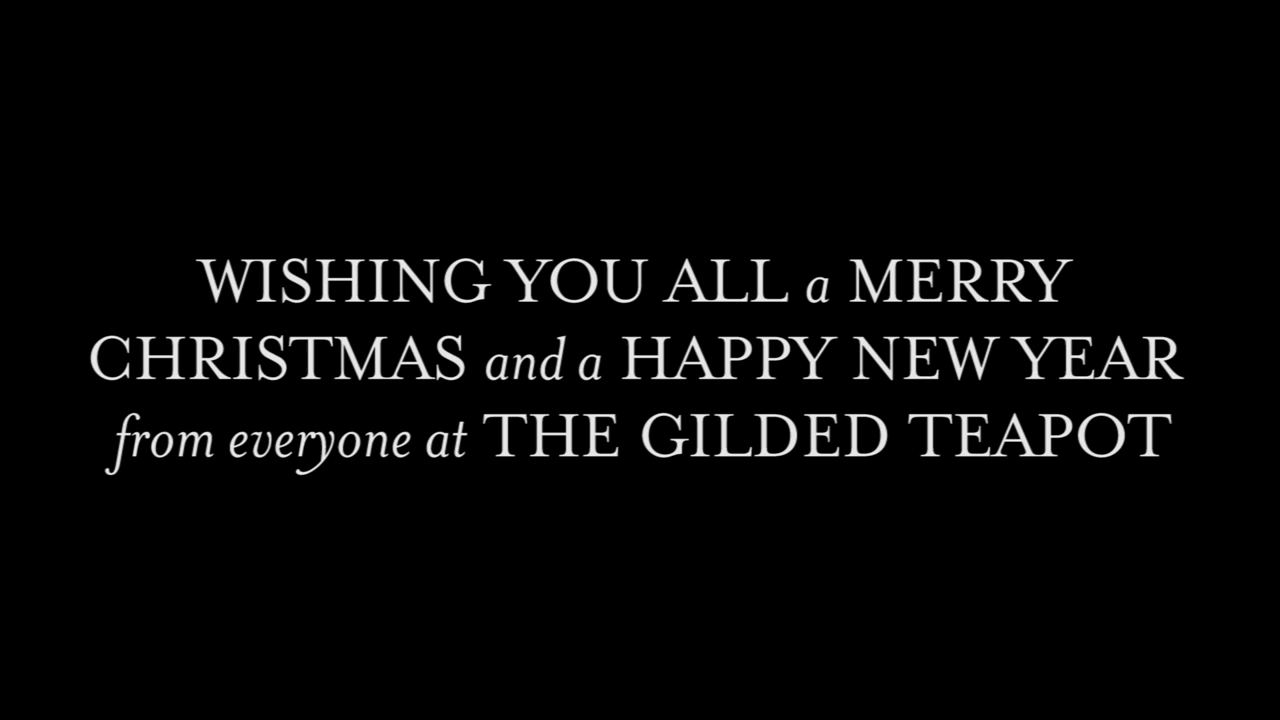 WISHING YOU ALL a MERRY
CHRISTMAS and a HAPPY NEW YEAR
from everyone at THE GILDED TEAPOT